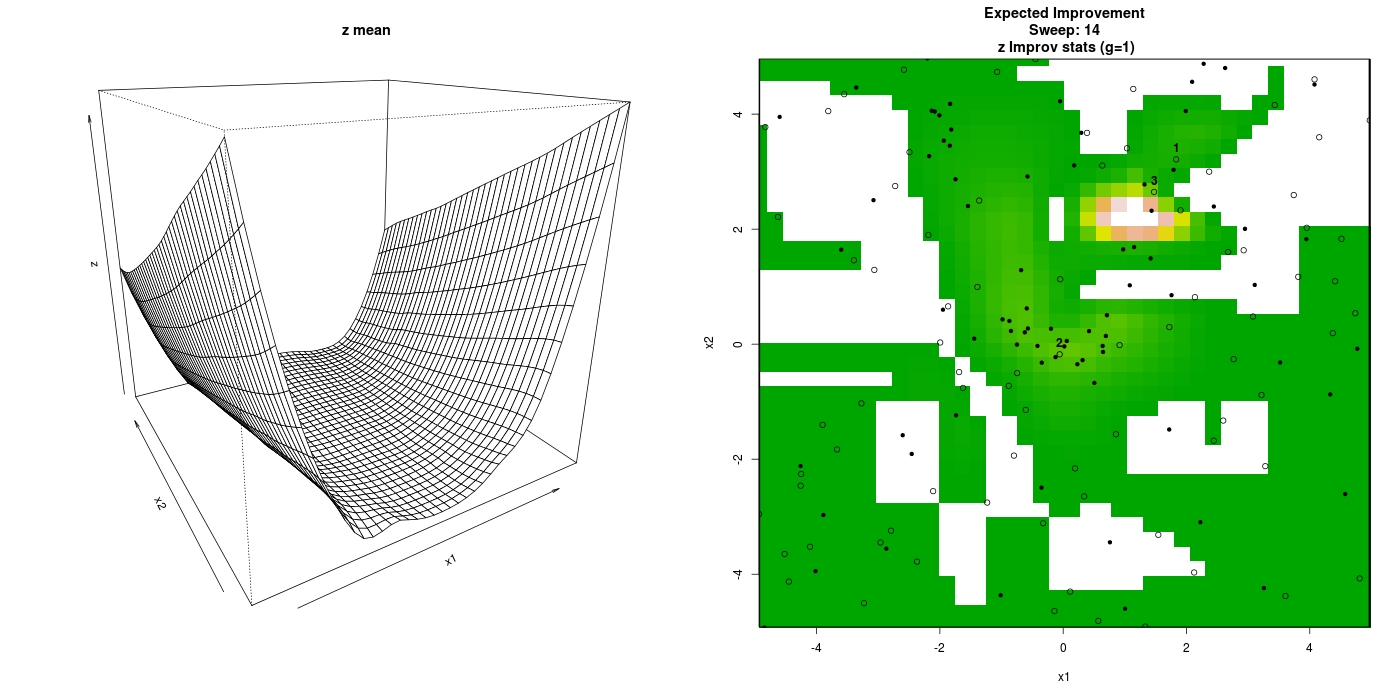 z mean
z
x2
x1
Expected Improvement
Sweep: 14
z Improv stats (g=1)
x2
4
2
0
-2
-4
1
3
2
-4
-2
0
2
4
x1